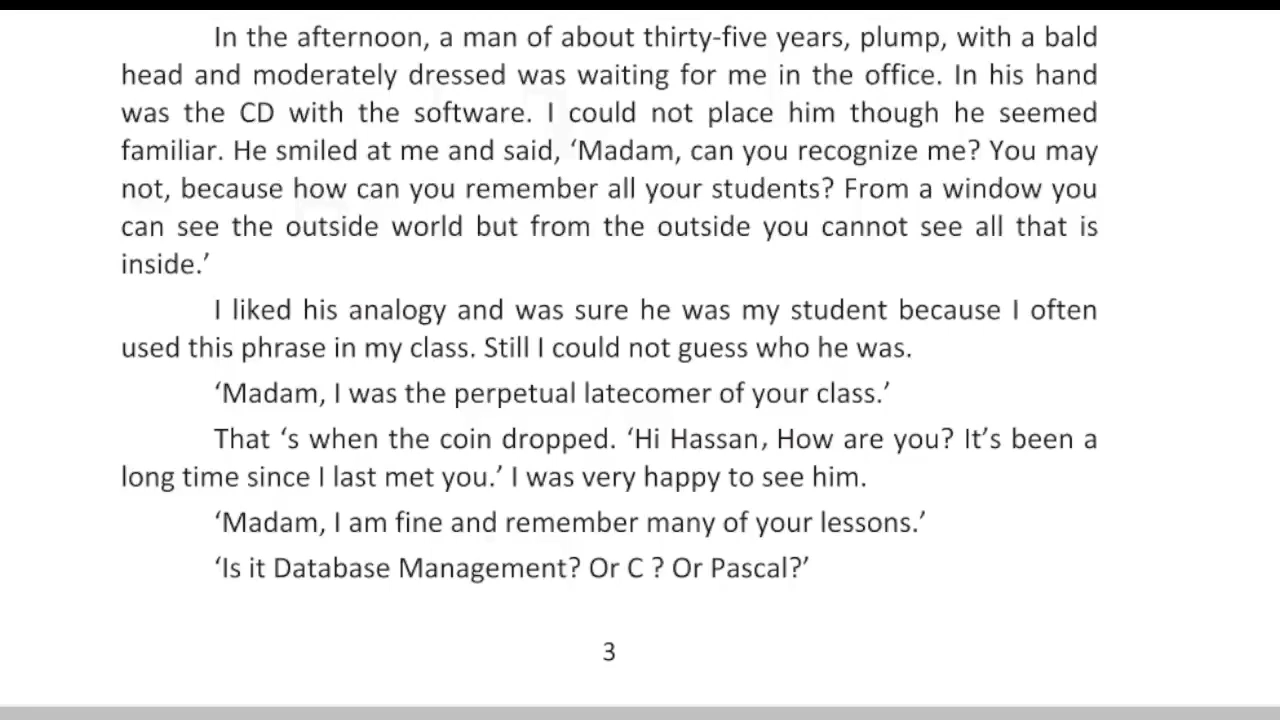 In the afternoon, a man of about thirty-five years, plump, with a bald
head and moderately dressed was waiting for me in the office. In his hand
was the CD with the software. I could not place him though he seemed
familiar. He smiled at me and said, ‘Madam, can you recognize me? You may
not, because how can you remember all your students? From a window you
can see the outside world but from the outside you cannot see all that is
inside.’
I liked his analogy and was sure he was my student because I often
used this phrase in my class. Still I could not guess who he was.
‘Madam, I was the perpetual latecomer of your class.’
That ‘s when the coin dropped. ‘Hi Hassan, How are you? It’s been a
long time since I last met you.’ I was very happy to see him.
‘Madam, I am fine and remember many of your lessons.’
‘Is it Database Management? Or C ? Or Pascal?’
3